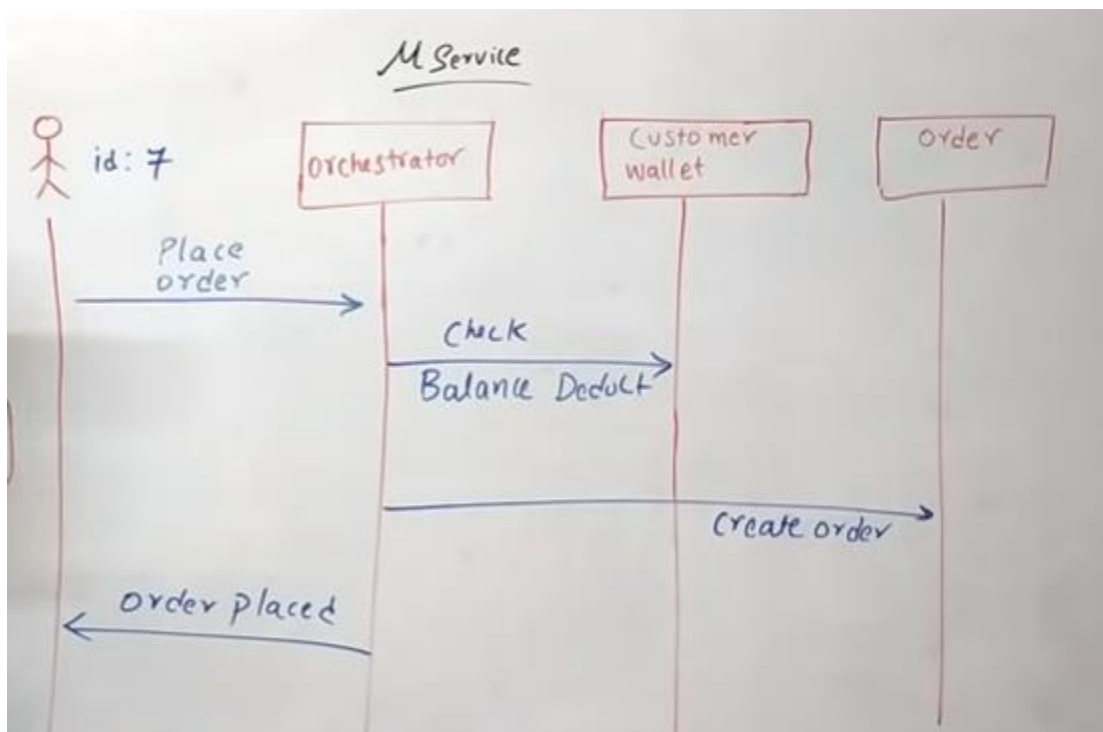 M Service
id: 7
Orchestrator
Customer
wallet
Order
Place
order
Check
Balance Deduct
Create order
Order placed